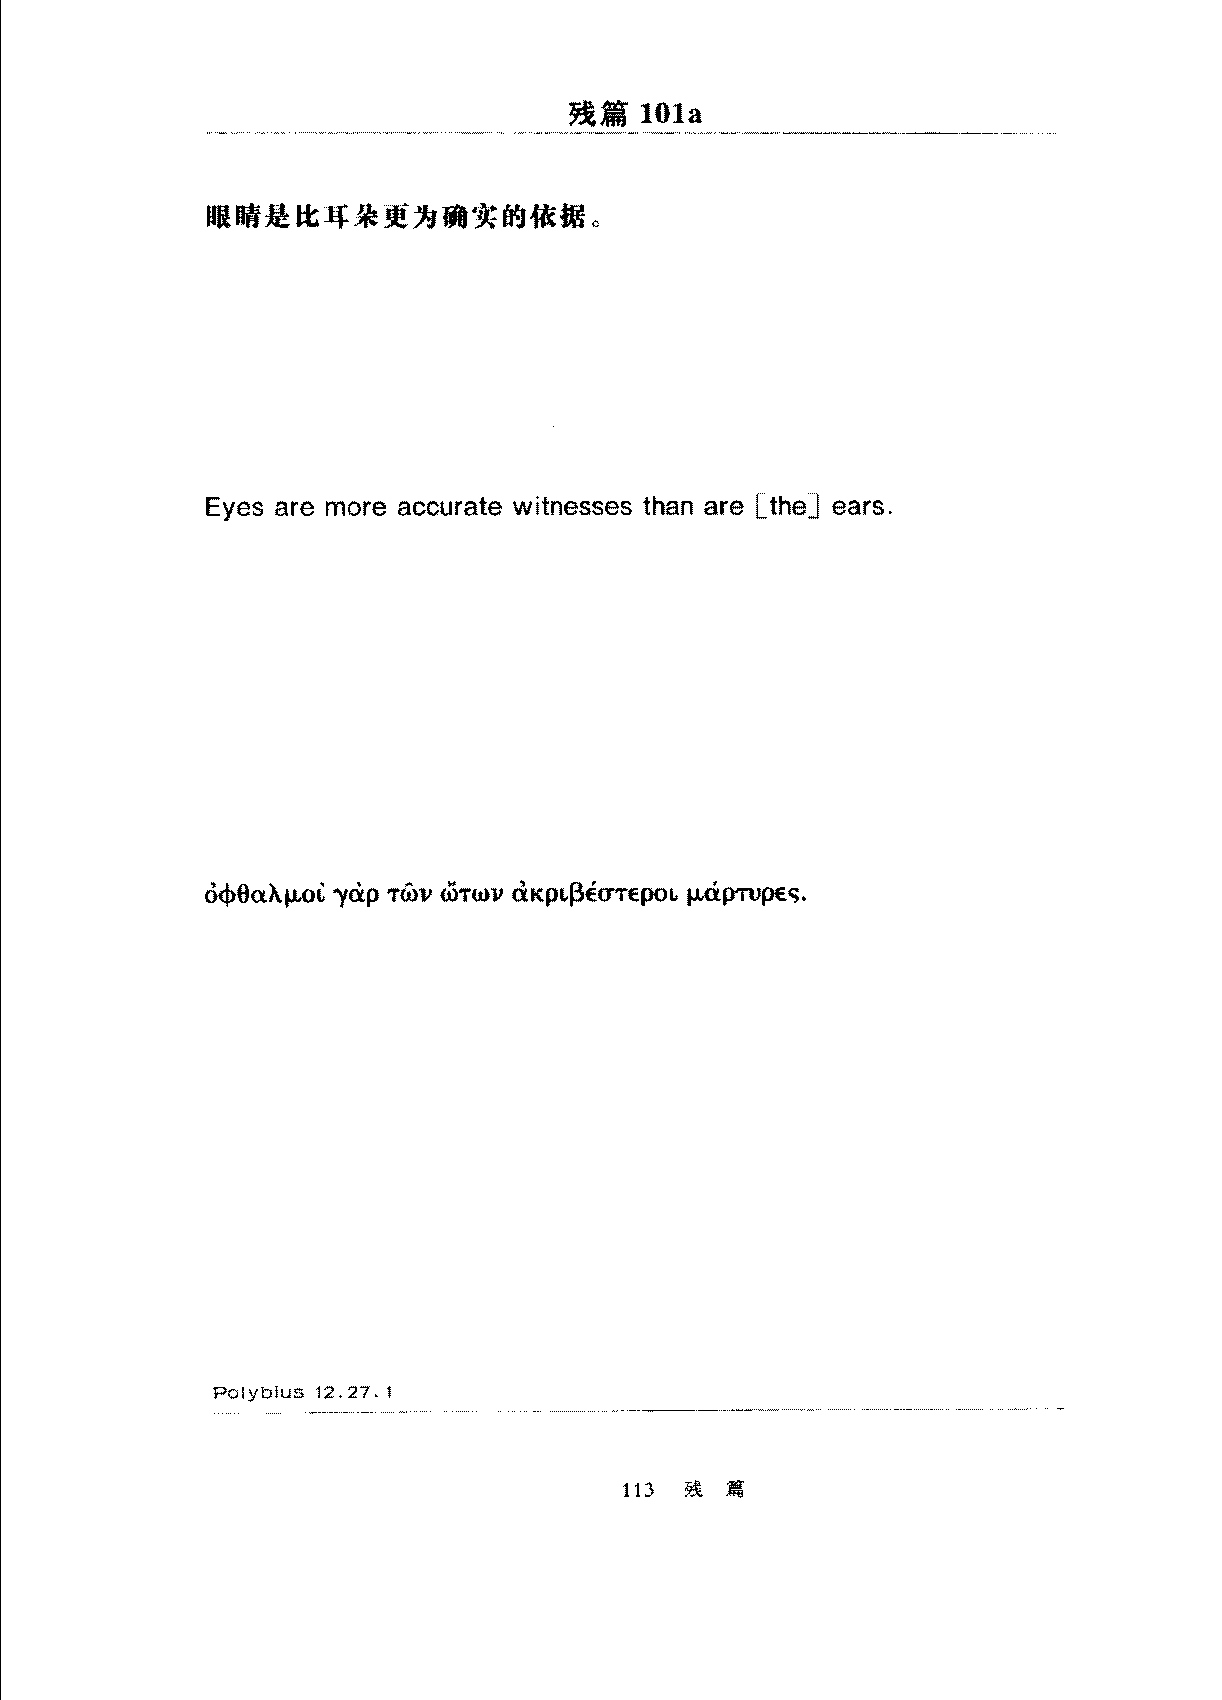 残篇 101a
眼睛是比耳朵更为确实的依据。
Eyes are more accurate witnesses than are [the] ears.
ὀφθαλμοὶ γὰρ τῶν ὤτων ἀκριβέστεροι μάρτυρες.
Polybius 12.27.1
113 残 篇